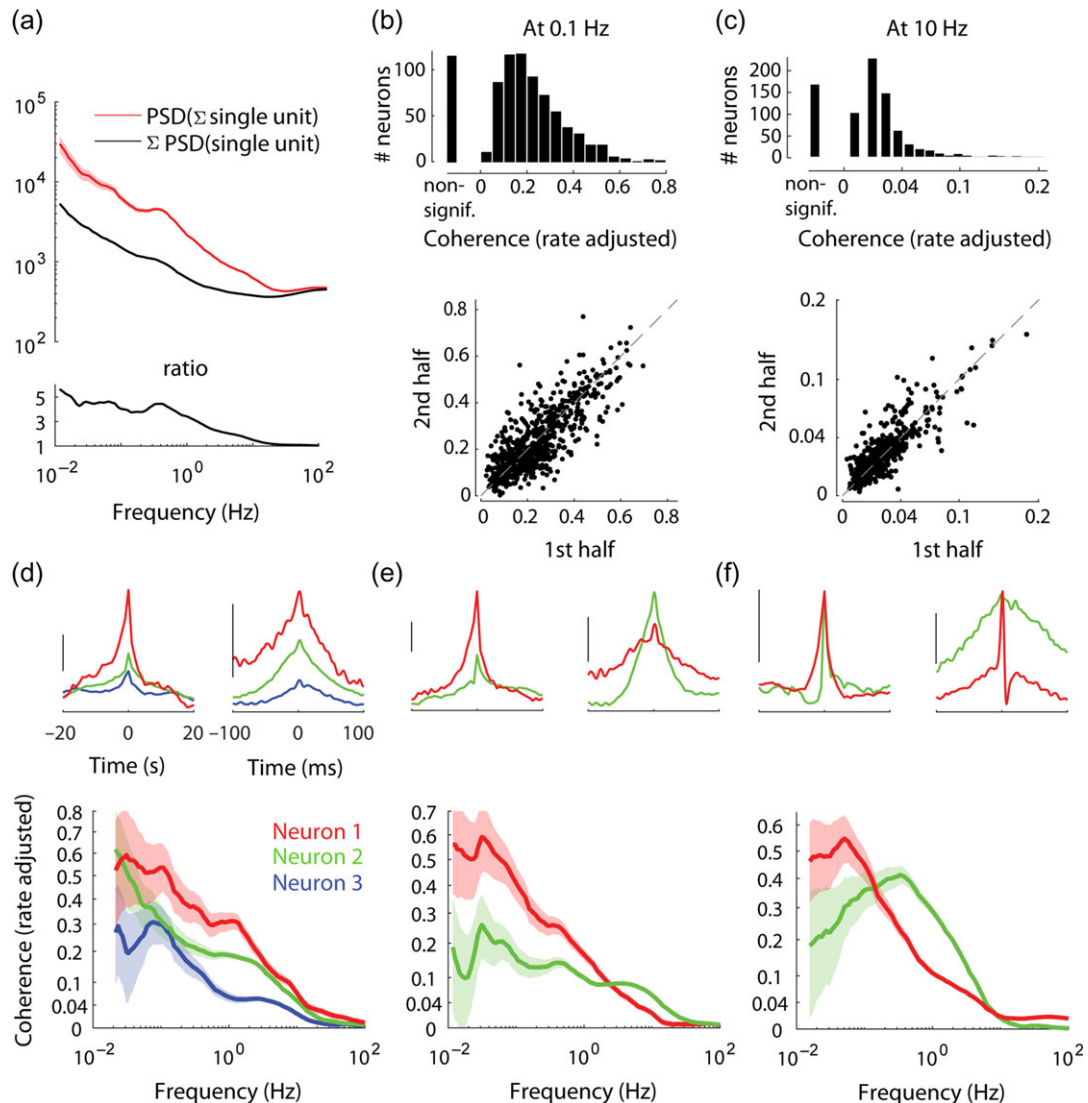 (a)
10^5
10^4
10^3
10^2
PSD(Σ single unit)
Σ PSD(single unit)
ratio
5
3
1
10^-2
10^0
10^2
Frequency (Hz)
(b)
At 0.1 Hz
# neurons
100
50
0
non-
signif.
0
0.2
0.4
0.6
0.8
Coherence (rate adjusted)
2nd half
0.8
0.6
0.4
0.2
0
0
0.2
0.4
0.6
0.8
1st half
(c)
At 10 Hz
# neurons
200
150
100
50
0
non-
signif.
0
0.04
0.1
0.2
Coherence (rate adjusted)
2nd half
0.2
0.1
0.04
0
0
0.04
0.1
0.2
1st half
(d)
-20
0
20
Time (s)
-100
0
100
Time (ms)
Coherence (rate adjusted)
0.8
0.7
0.6
0.5
0.4
0.3
0.2
0.1
0.04
0
Neuron 1
Neuron 2
Neuron 3
10^-2
10^0
10^2
Frequency (Hz)
(e)
0.7
0.6
0.5
0.4
0.3
0.2
0.1
0.04
0
10^-2
10^0
10^2
Frequency (Hz)
(f)
0.6
0.5
0.4
0.3
0.2
0.1
0.04
0
10^-2
10^0
10^2
Frequency (Hz)